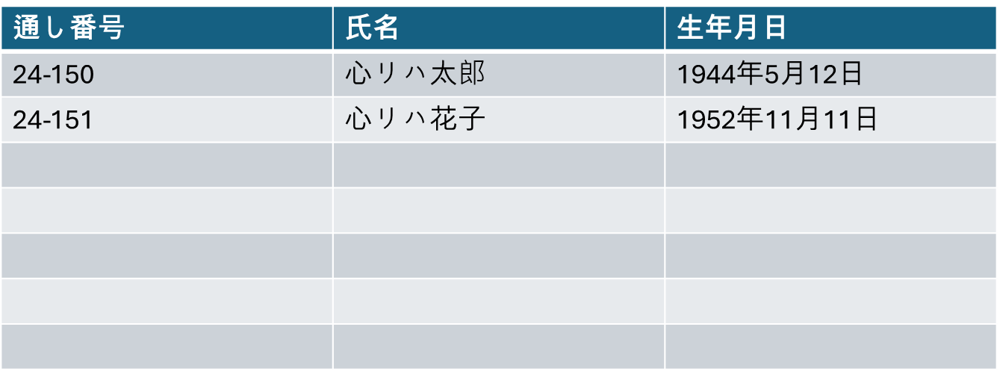 通し番号 氏名 生年月日
24-150 心リハ太郎 1944年5月12日
24-151 心リハ花子 1952年11月11日